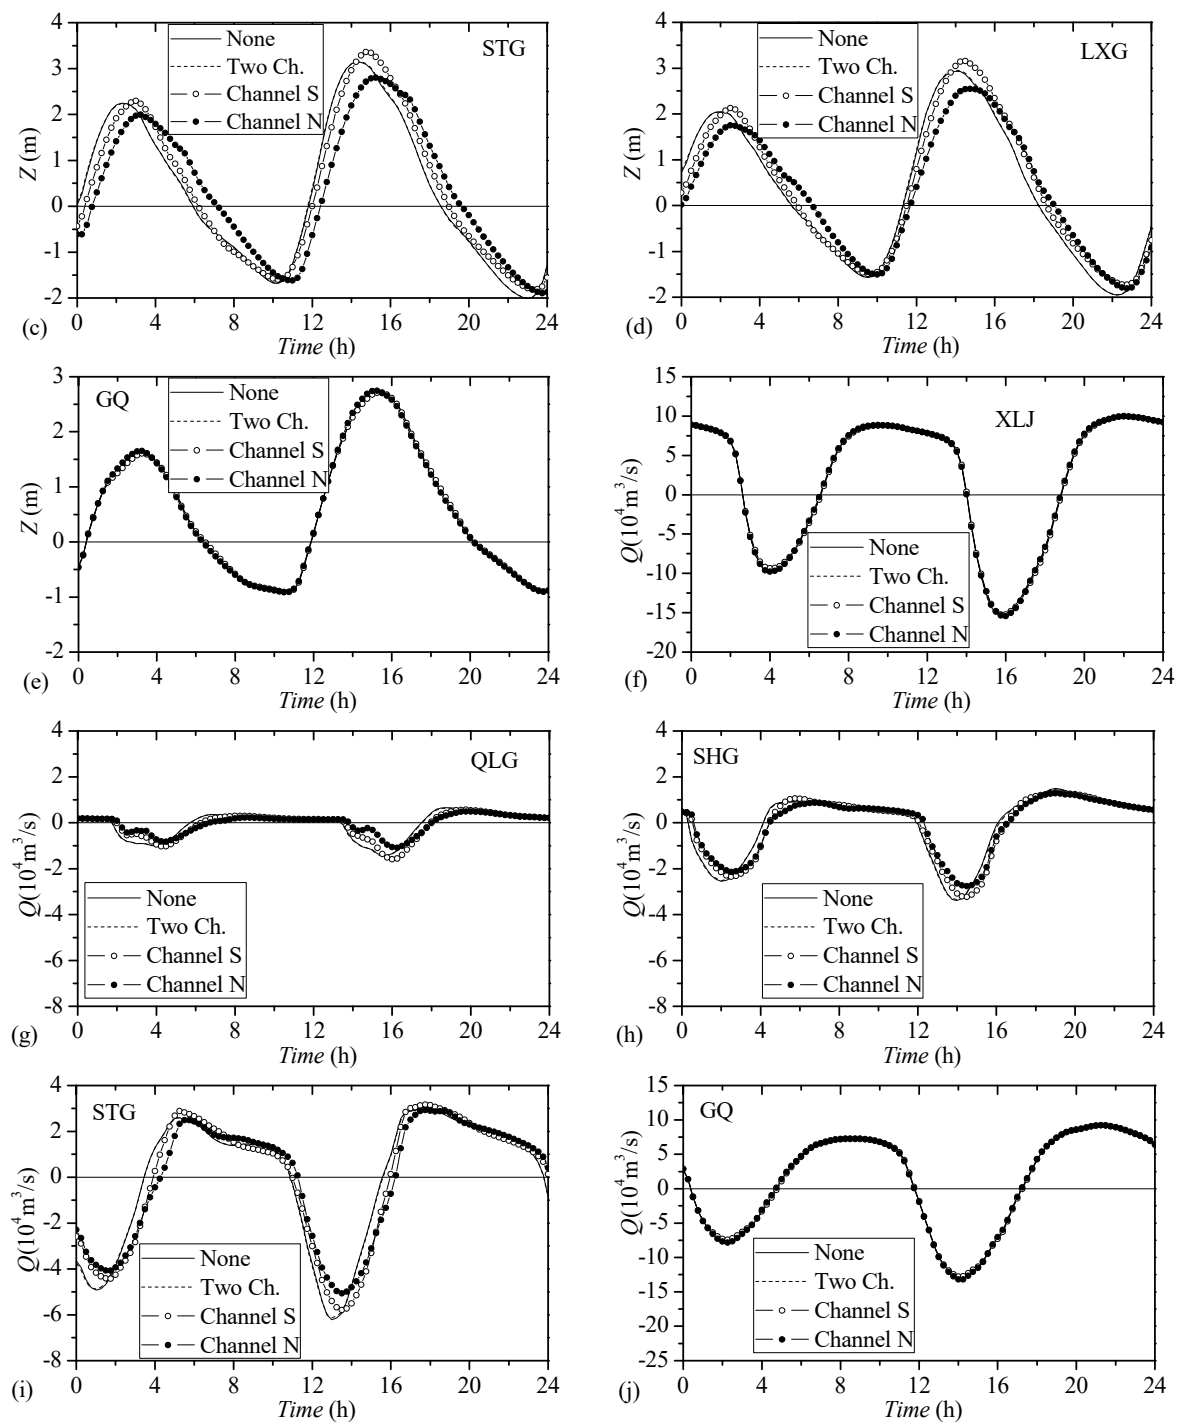 4
3
2
1
0
-1
-2
Z (m)
None
Two Ch.
Channel S
Channel N
STG
0 4 8 12 16 20 24
(c)
Time (h)
4
3
2
1
0
-1
-2
Z (m)
None
Two Ch.
Channel S
Channel N
LXG
0 4 8 12 16 20 24
(d)
Time (h)
3
2
1
0
-1
-2
Z (m)
GQ
None
Two Ch.
Channel S
Channel N
0 4 8 12 16 20 24
(e)
Time (h)
15
10
5
0
-5
-10
-15
-20
Q(10⁴m³/s)
XLJ
None
Two Ch.
Channel S
Channel N
0 4 8 12 16 20 24
(f)
Time (h)
4
2
0
-2
-4
-6
-8
Q(10⁴m³/s)
QLG
None
Two Ch.
Channel S
Channel N
0 4 8 12 16 20 24
(g)
Time (h)
4
2
0
-2
-4
-6
-8
Q(10⁴m³/s)
SHG
None
Two Ch.
Channel S
Channel N
0 4 8 12 16 20 24
(h)
Time (h)
4
2
0
-2
-4
-6
-8
Q(10⁴m³/s)
STG
None
Two Ch.
Channel S
Channel N
0 4 8 12 16 20 24
(i)
Time (h)
15
10
5
0
-5
-10
-15
-20
-25
Q(10⁴m³/s)
GQ
None
Two Ch.
Channel S
Channel N
0 4 8 12 16 20 24
(j)
Time (h)